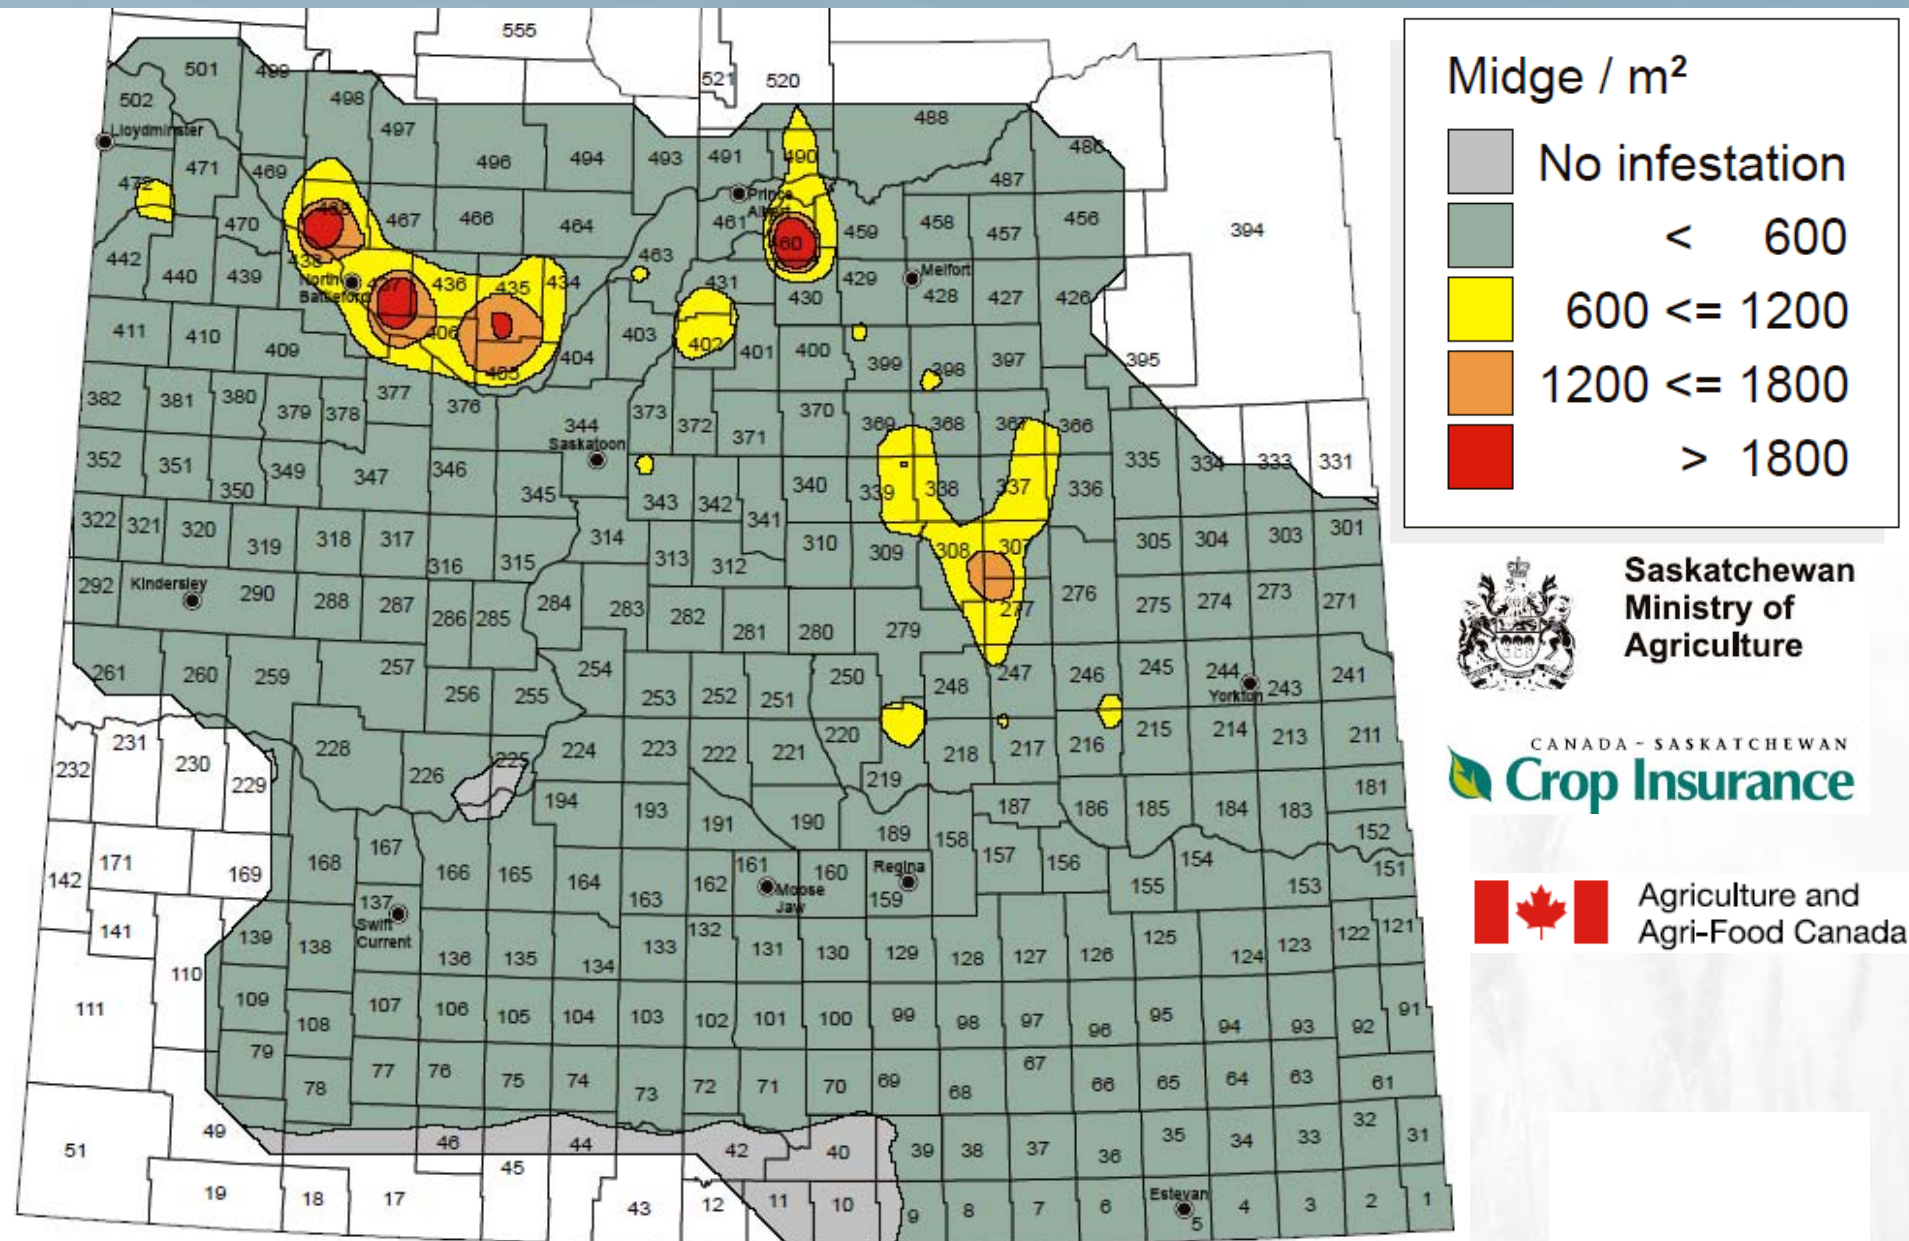 Midge / m²
No infestation
< 600
600 <= 1200
1200 <= 1800
> 1800
Saskatchewan
Ministry of
Agriculture
CANADA ~ SASKATCHEWAN
Crop Insurance
Agriculture and
Agri-Food Canada
555
501 499 521 520
502 498 488
Lloydminster 497 486
471 469 496 494 493 491 490 487
472 Prince
Albert
470 467 466 464 461 459 458 457 456 394
442 440 439 438 463 460
North
Battleford 437 436 435 434 431 430 429 Melfort 428 427 426
411 410 409 406 404 403 402 401 400 399 398 397 395
405
382 381 380 379 378 377 376 344 373 372 371 370 369 368 367 366
Saskatoon
352 351 350 349 347 346 345 343 342 341 340 339 338 337 336 335 334 333 331
322 321 320 319 318 317 316 315 314 313 312 310 309 308 307 305 304 303 301
292 Kindersley 290 288 287 286 285 284 283 282 281 280 279 277 276 275 274 273 271
261 260 259 257 256 255 254 253 252 251 250 248 247 246 245 244 243 241
Yorkton
232 231 230 229 228 226 225 224 223 222 221 220 219 218 217 216 215 214 213 211
194 193 191 190 189 187 186 185 184 183 181
142 171 169 168 167 166 165 164 163 162 161 160 159 158 157 156 155 154 153 152 151
Moose
Jaw
Regina
141 139 138 137 136 135 134 133 132 131 130 129 128 127 126 125 124 123 122 121
Swift
Current
111 110 109 108 107 106 105 104 103 102 101 100 99 98 97 96 95 94 93 92 91
79 78 77 76 75 74 73 72 71 70 69 68 67 66 65 64 63 61
51 49 46 45 44 42 40 39 38 37 36 35 34 33 32 31
19 18 17 43 12 11 10 9 8 7 6 Estevan 5 4 3 2 1